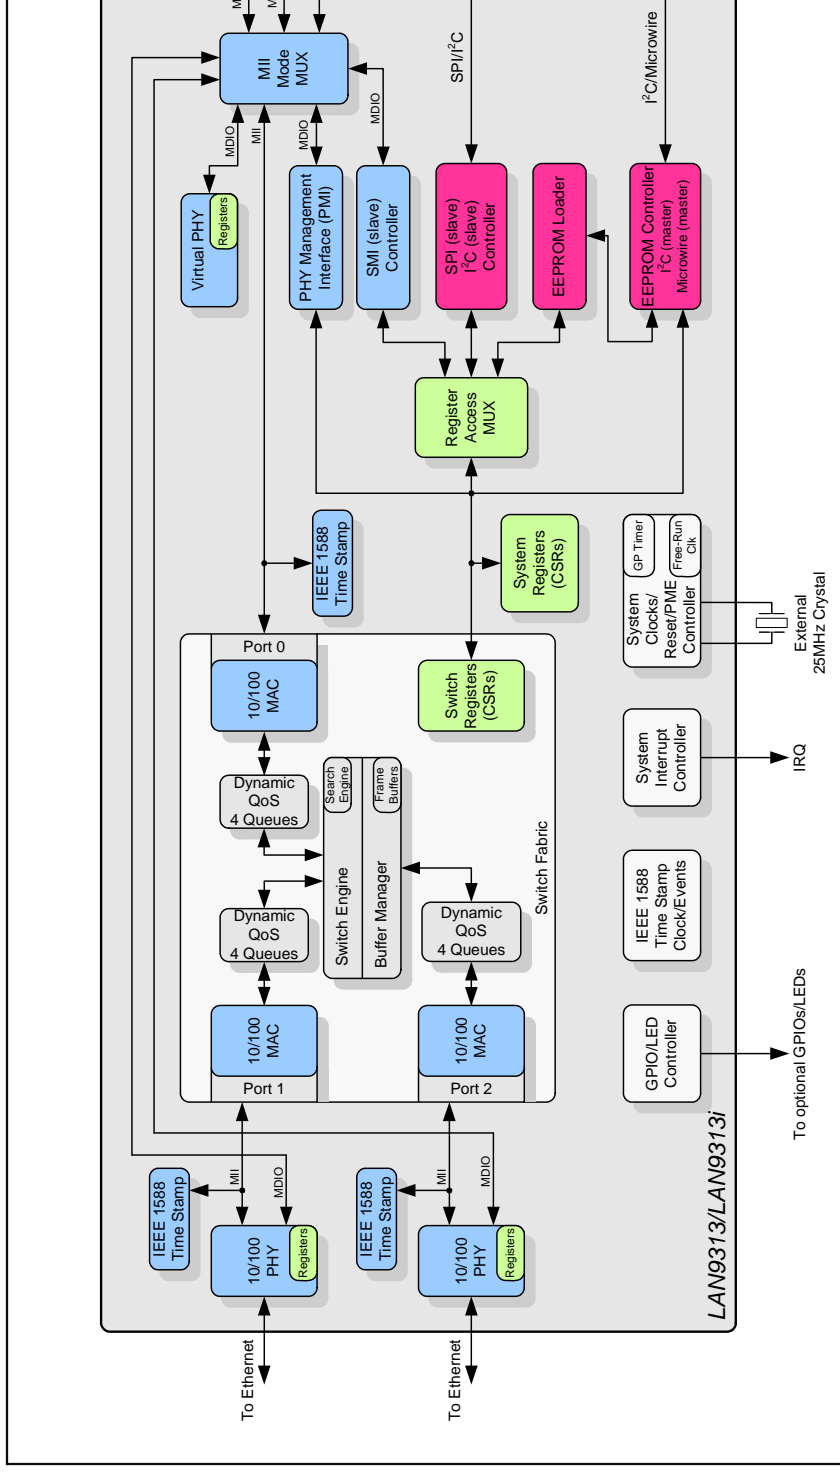 To Ethernet
10/100
PHY
Registers
IEEE 1588
Time Stamp
MII
MDIO
Port 1
10/100
MAC
Dynamic
QoS
4 Queues
Dynamic
QoS
4 Queues
10/100
MAC
Port 0
IEEE 1588
Time Stamp
MII
Virtual PHY
Registers
MDIO
MII
Mode
MUX
To Ethernet
10/100
PHY
Registers
IEEE 1588
Time Stamp
MII
MDIO
Port 2
10/100
MAC
Dynamic
QoS
4 Queues
Switch Engine
Search
Engine
Buffer Manager
Frame
Buffers
Switch
Registers
(CSRs)
Switch Fabric
System
Registers
(CSRs)
Register
Access
MUX
PHY Management
Interface (PMI)
MDIO
SMI (slave)
Controller
MDIO
SPI (slave)
I2C (slave)
Controller
SPI/I2C
EEPROM Loader
EEPROM Controller
I2C (master)
Microwire (master)
I2C/Microwire
GPIO/LED
Controller
To optional GPIOs/LEDs
IEEE 1588
Time Stamp
Clock/Events
System
Interrupt
Controller
IRQ
System
Clocks/
Reset/PME
Controller
GP Timer
Free-Run
Clk
External
25MHz Crystal
LAN9313/LAN9313i